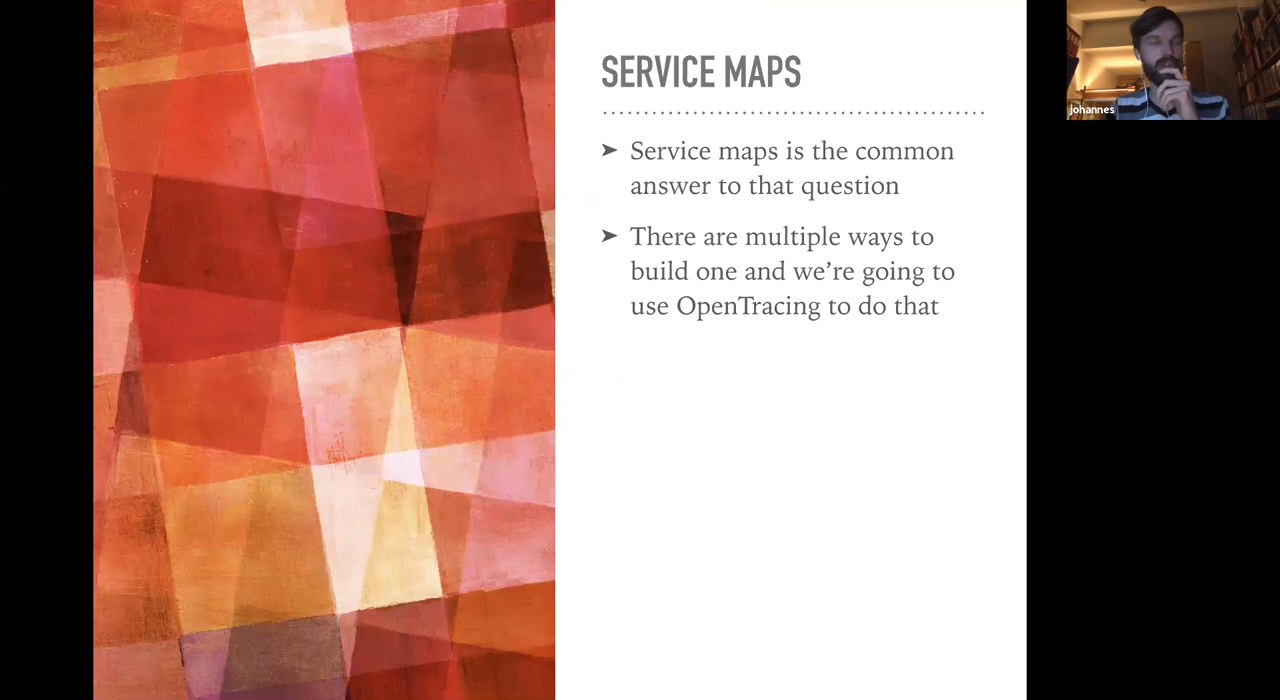 SERVICE MAPS
➤ Service maps is the common
answer to that question
➤ There are multiple ways to
build one and we’re going to
use OpenTracing to do that
johannes